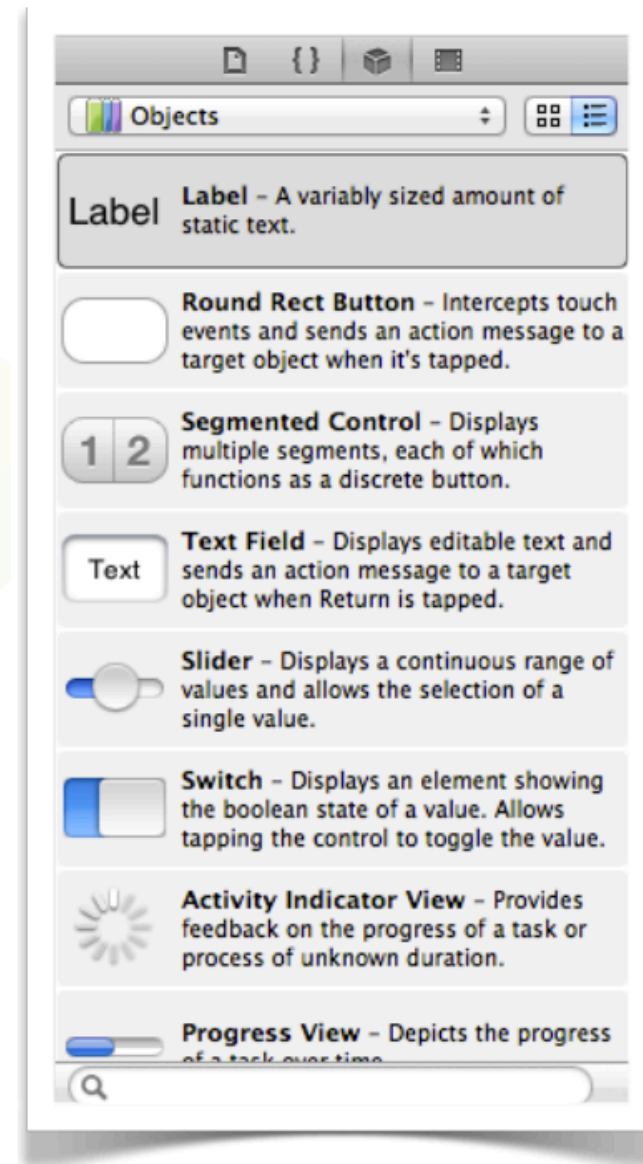 { }
Objects
Label
Label – A variably sized amount of
static text.
Round Rect Button – Intercepts touch
events and sends an action message to a
target object when it's tapped.
1 2
Segmented Control – Displays
multiple segments, each of which
functions as a discrete button.
Text
Text Field – Displays editable text and
sends an action message to a target
object when Return is tapped.
Slider – Displays a continuous range of
values and allows the selection of a
single value.
Switch – Displays an element showing
the boolean state of a value. Allows
tapping the control to toggle the value.
Activity Indicator View – Provides
feedback on the progress of a task or
process of unknown duration.
Progress View – Depicts the progress
of a task over time.